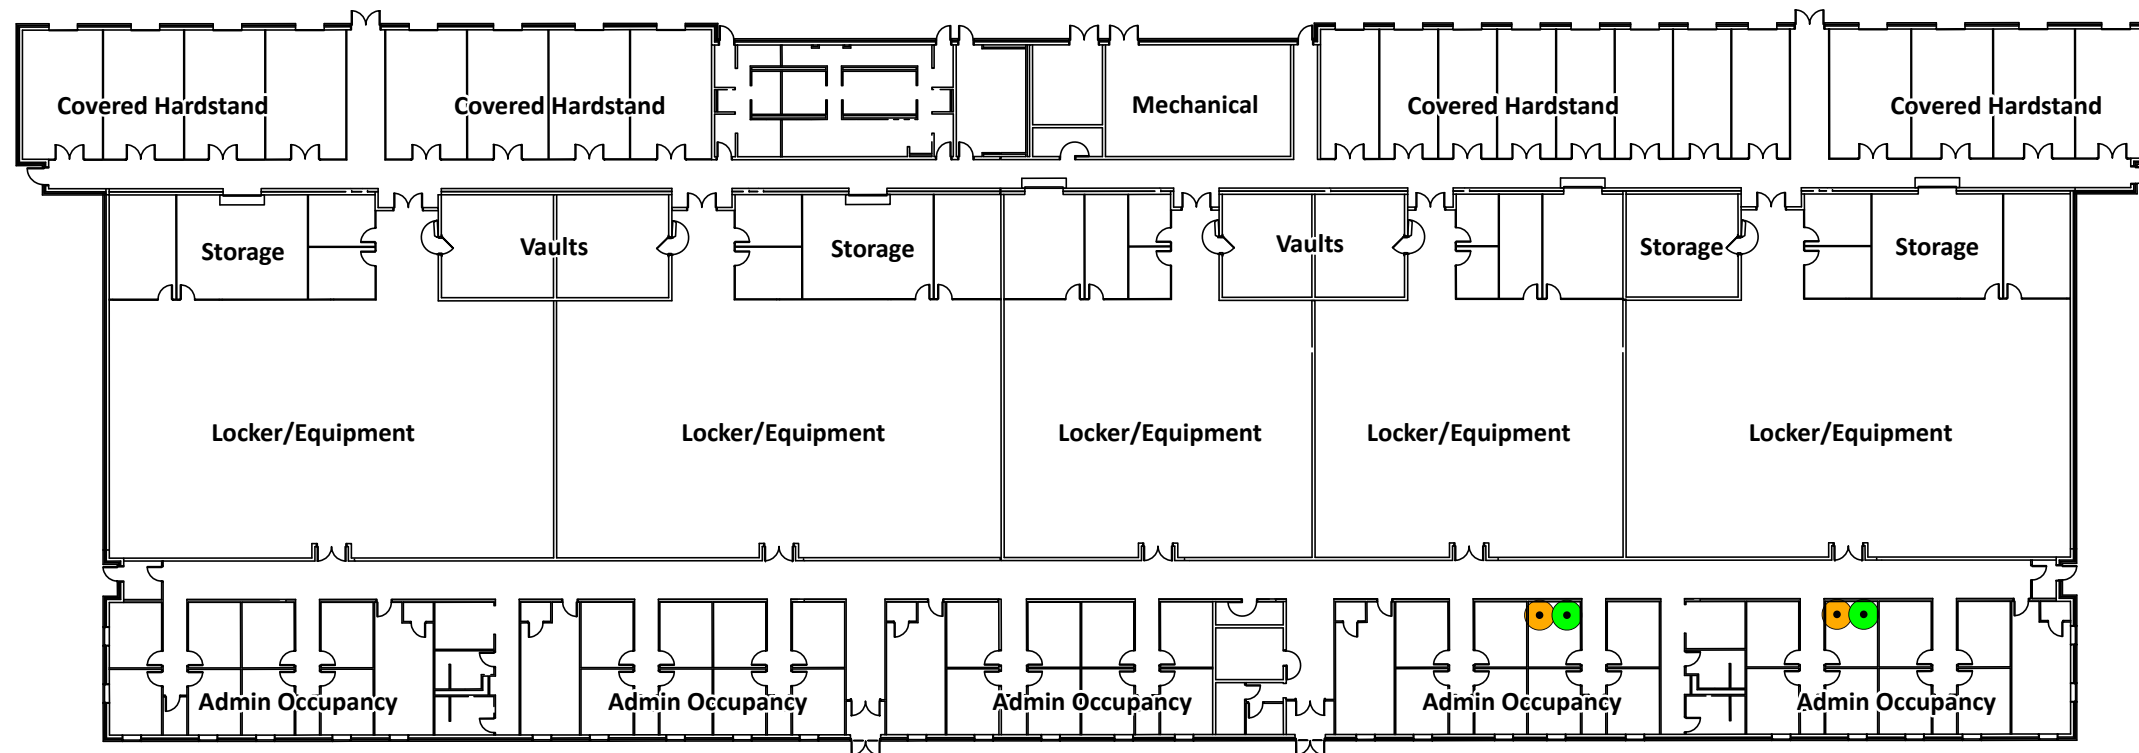 Covered Hardstand
Covered Hardstand
Mechanical
Covered Hardstand
Covered Hardstand
Storage
Vaults
Storage
Vaults
Storage
Storage
Locker/Equipment
Locker/Equipment
Locker/Equipment
Locker/Equipment
Locker/Equipment
Admin Occupancy
Admin Occupancy
Admin Occupancy
Admin Occupancy
Admin Occupancy